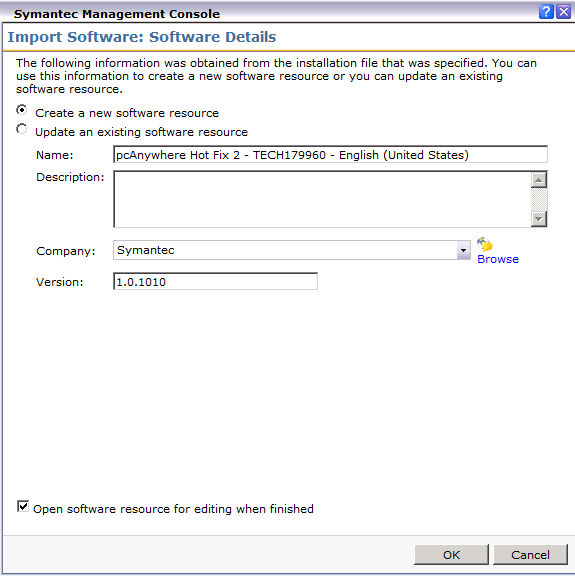 Symantec Management Console
Import Software: Software Details
The following information was obtained from the installation file that was specified. You can
use this information to create a new software resource or you can update an existing
software resource.
Create a new software resource
Update an existing software resource
Name: pcAnywhere Hot Fix 2 - TECH179960 - English (United States)
Description:
Company: Symantec
Browse
Version: 1.0.1010
Open software resource for editing when finished
OK Cancel